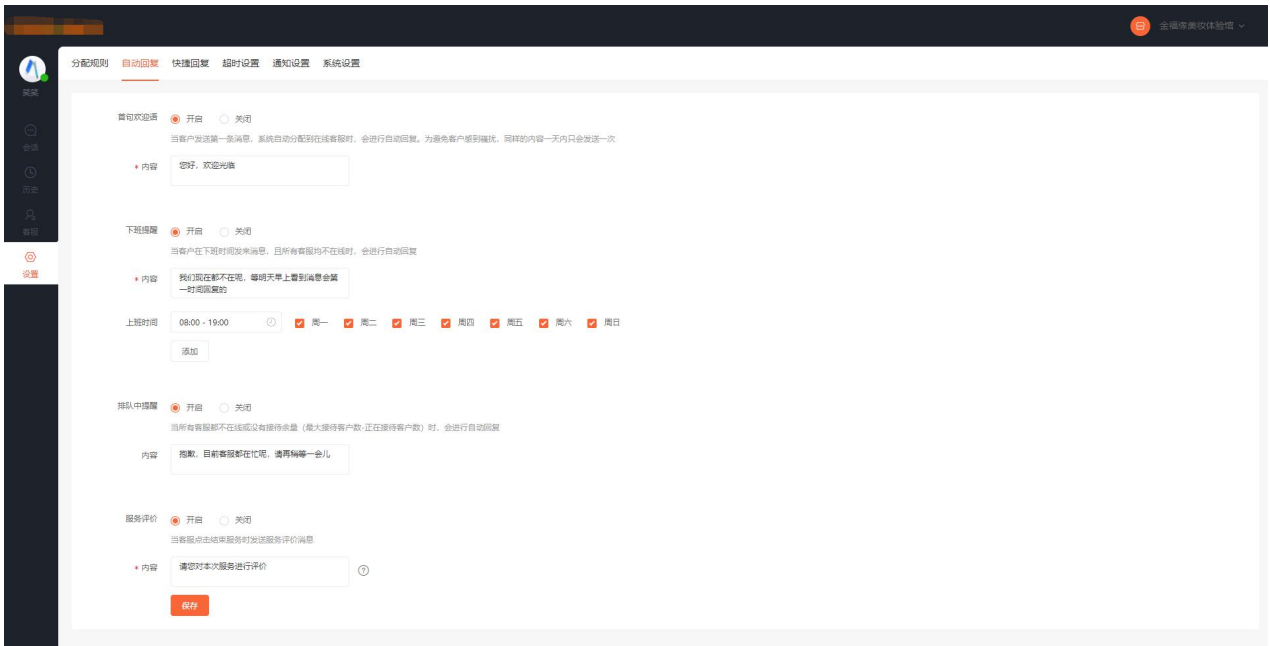 分配规则 自动回复 快捷回复 超时设置 通知设置 系统设置
笑笑
会话
历史
客服
设置
首句欢迎语 开启 关闭
当客户发送第一条消息，系统自动分配到在线客服时，会进行自动回复。为避免客户感到骚扰，同样的内容一天内只会发送一次
* 内容 您好，欢迎光临
下班提醒 开启 关闭
当客户在下班时间发来消息，且所有客服均不在线时，会进行自动回复
* 内容 我们现在都不在呢，等明天早上看到消息会第
一时间回复的
上班时间 08:00 - 19:00 周一 周二 周三 周四 周五 周六 周日
添加
排队中提醒 开启 关闭
当所有客服都不在线或没有接待余量（最大接待客户数-正在接待客户数）时，会进行自动回复
内容 抱歉，目前客服都在忙呢，请再稍等一会儿
服务评价 开启 关闭
当客服点击结束服务时发送服务评价消息
* 内容 请您对本次服务进行评价
保存